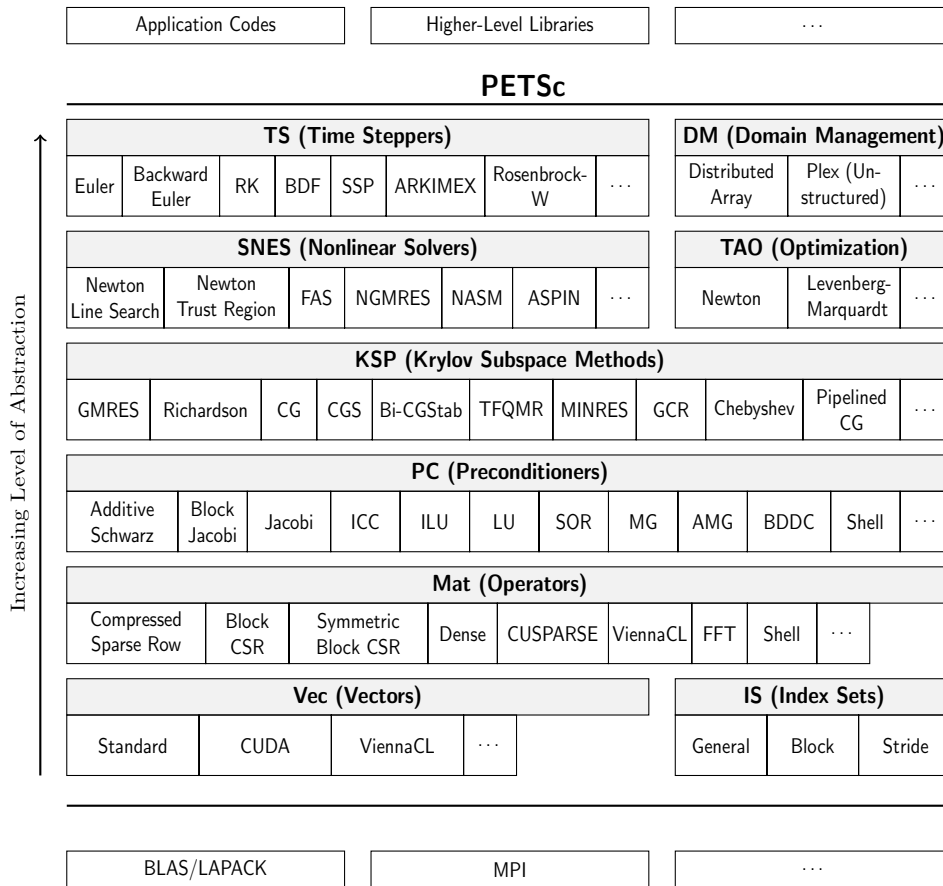 Application Codes
Higher-Level Libraries
···
PETSc
Increasing Level of Abstraction
TS (Time Steppers)
Euler
Backward
Euler
RK
BDF
SSP
ARKIMEX
Rosenbrock-
W
···
DM (Domain Management)
Distributed
Array
Plex (Un-
structured)
···
SNES (Nonlinear Solvers)
Newton
Line Search
Newton
Trust Region
FAS
NGMRES
NASM
ASPIN
···
TAO (Optimization)
Newton
Levenberg-
Marquardt
···
KSP (Krylov Subspace Methods)
GMRES
Richardson
CG
CGS
Bi-CGStab
TFQMR
MINRES
GCR
Chebyshev
Pipelined
CG
···
PC (Preconditioners)
Additive
Schwarz
Block
Jacobi
Jacobi
ICC
ILU
LU
SOR
MG
AMG
BDDC
Shell
···
Mat (Operators)
Compressed
Sparse Row
Block
CSR
Symmetric
Block CSR
Dense
CUSPARSE
ViennaCL
FFT
Shell
···
Vec (Vectors)
Standard
CUDA
ViennaCL
···
IS (Index Sets)
General
Block
Stride
BLAS/LAPACK
MPI
···